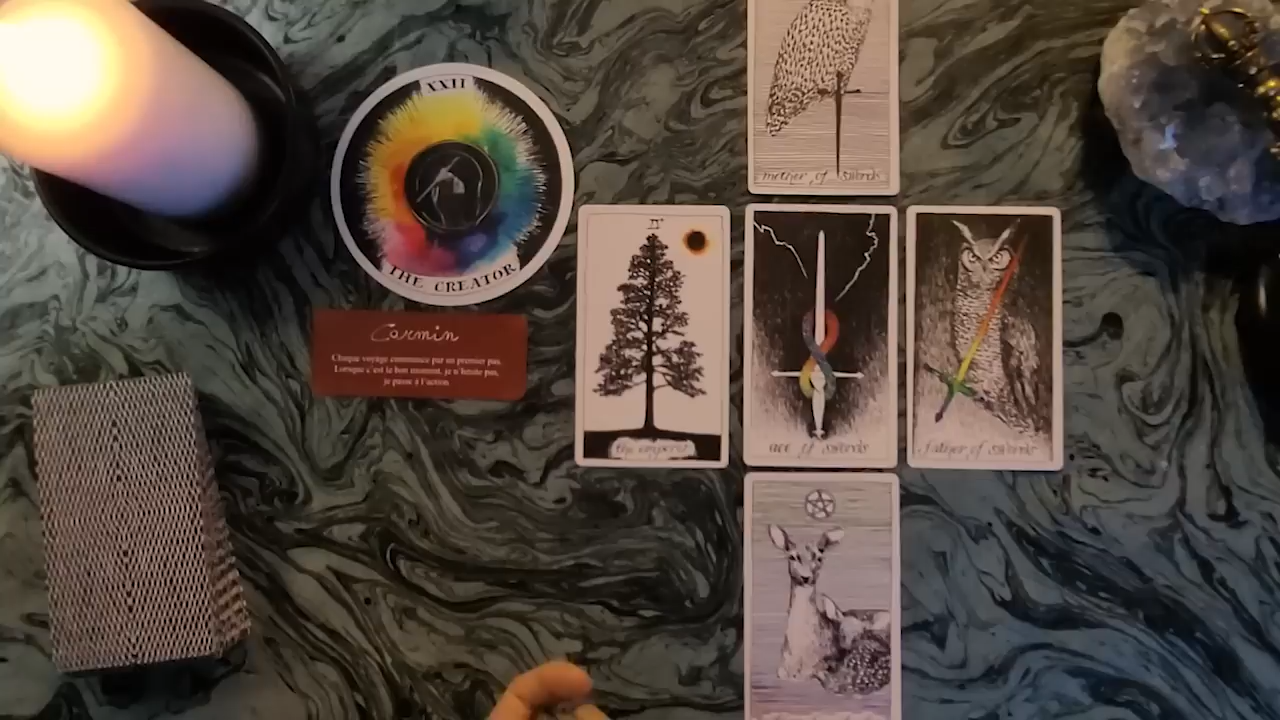 XXII
THE CREATOR
Carmin
Chaque voyage commence par un premier pas.
Lorsque c'est le bon moment, je n'hésite pas,
je passe à l'action
mother of swords
IV
the emperor
ace of swords
father of swords